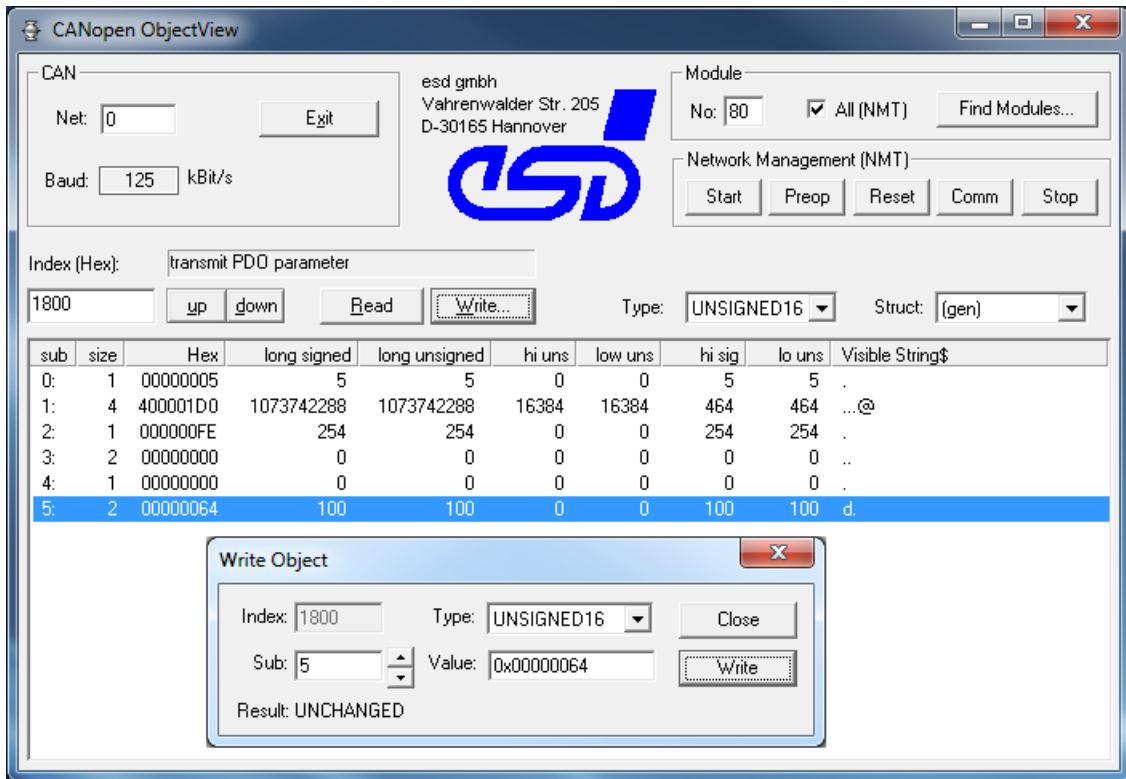 CANopen ObjectView
CAN
Net: 0
Exit
Baud: 125 kBit/s
esd gmbh
Vahrenwalder Str. 205
D-30165 Hannover
esd
Module
No: 80 All (NMT) Find Modules...
Network Management (NMT)
Start Preop Reset Comm Stop
Index (Hex): transmit PDO parameter
1800 up down Read Write... Type: UNSIGNED16 Struct: (gen)
sub size Hex long signed long unsigned hi uns low uns hi sig lo uns Visible String$
0: 1 00000005 5 5 0 0 5 5 .
1: 4 400001D0 1073742288 1073742288 16384 16384 464 464 ...@
2: 1 000000FE 254 254 0 0 254 254 .
3: 2 00000000 0 0 0 0 0 0 ..
4: 1 00000000 0 0 0 0 0 0 .
5: 2 00000064 100 100 0 0 100 100 d.
Write Object
Index: 1800 Type: UNSIGNED16 Close
Sub: 5 Value: 0x00000064 Write
Result: UNCHANGED